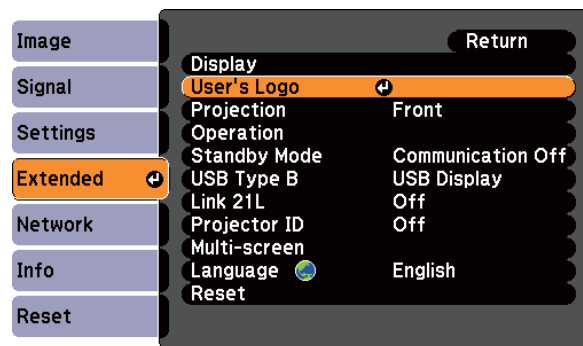 Image
Signal
Settings
Extended
Network
Info
Reset
Return
Display
User's Logo
Projection Front
Operation
Standby Mode Communication Off
USB Type B USB Display
Link 21L Off
Projector ID Off
Multi-screen
Language English
Reset